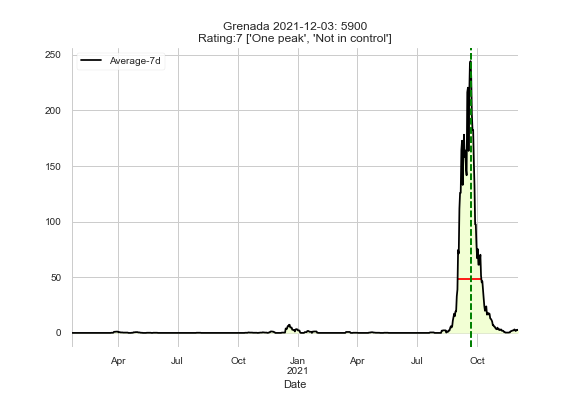 Grenada 2021-12-03: 5900
Rating:7 ['One peak', 'Not in control']
Average-7d
250
200
150
100
50
0
Apr Jul Oct Jan Apr Jul Oct
2021
Date